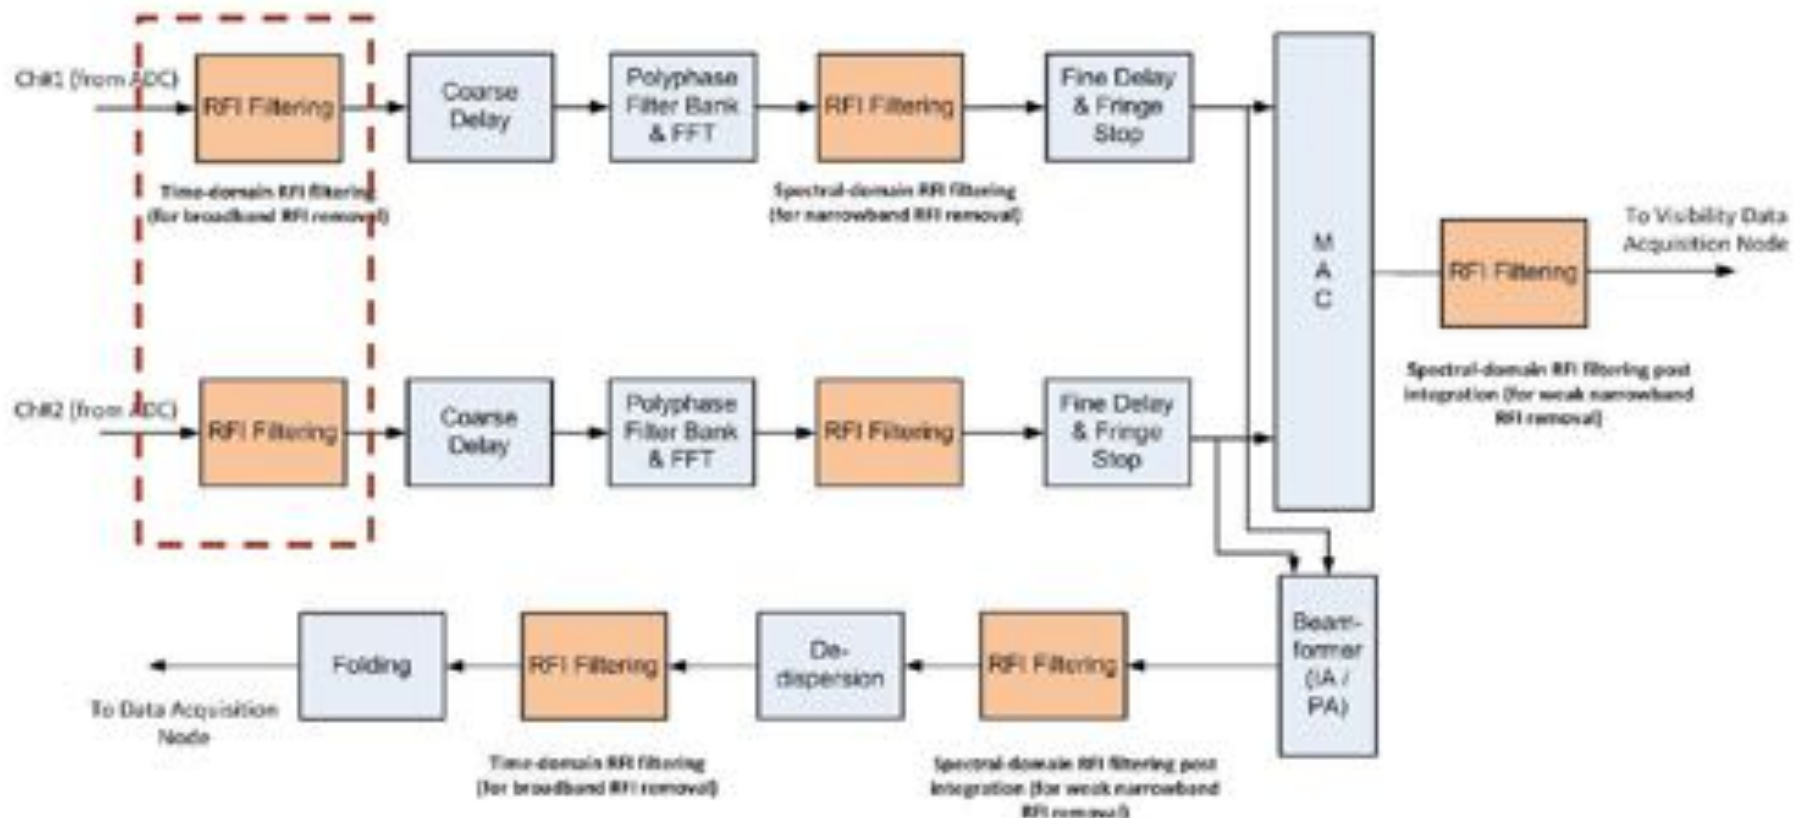 Ch#1 (from ADC)
RFI Filtering
Time-domain RFI filtering
(for broadband RFI removal)
Coarse
Delay
Polyphase
Filter Bank
& FFT
RFI Filtering
Spectral-domain RFI filtering
(for narrowband RFI removal)
Fine Delay
& Fringe
Stop
M
A
C
RFI Filtering
To Visibility Data
Acquisition Node
Spectral-domain RFI filtering post
integration (for weak narrowband
RFI removal)
Ch#2 (from ADC)
RFI Filtering
Coarse
Delay
Polyphase
Filter Bank
& FFT
RFI Filtering
Fine Delay
& Fringe
Stop
Beam-
former
(IA /
PA)
RFI Filtering
Spectral-domain RFI filtering post
integration (for weak narrowband
RFI removal)
De-
dispersion
RFI Filtering
Time-domain RFI filtering
(for broadband RFI removal)
Folding
To Data Acquisition
Node